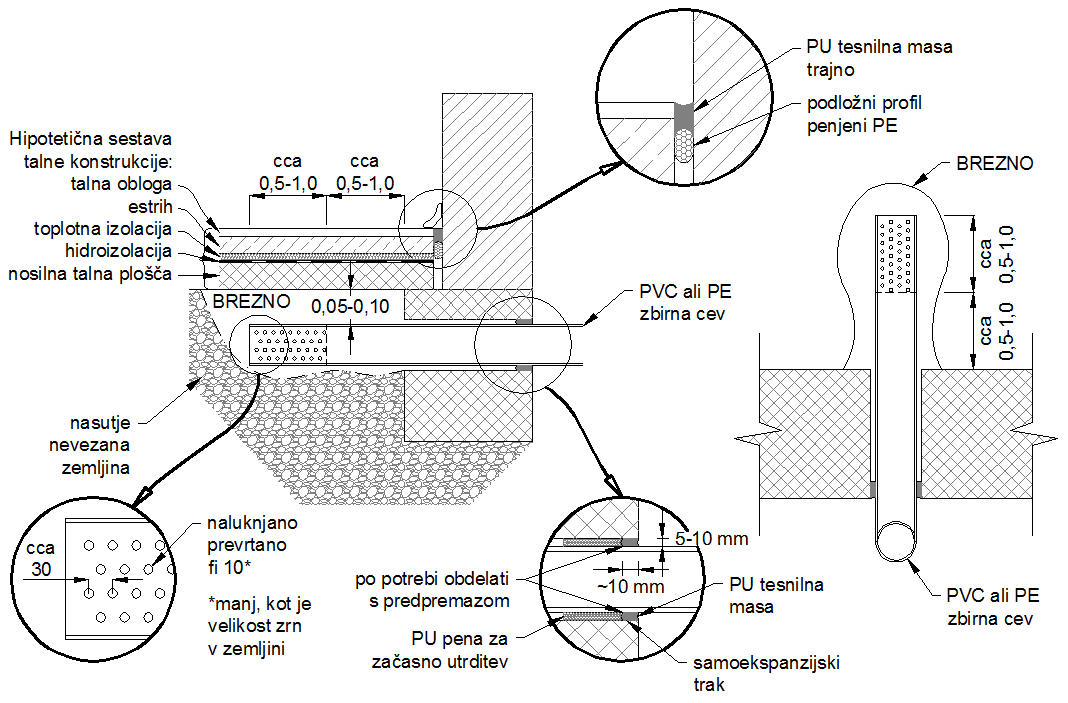 PU tesnilna masa
trajno
podložni profil
penjeni PE
Hipotetična sestava
talne konstrukcije:
talna obloga
estrih
toplotna izolacija
hidroizolacija
nosilna talna plošča
cca
0,5-1,0
cca
0,5-1,0
BREZNO
0,05-0,10
PVC ali PE
zbirna cev
nasutje
nevezana
zemljina
BREZNO
cca
0,5-1,0
cca
0,5-1,0
PVC ali PE
zbirna cev
cca
30
naluknjano
prevrtano
fi 10*
*manj, kot je
velikost zrn
v zemljini
5-10 mm
~10 mm
po potrebi obdelati
s predpremazom
PU tesnilna
masa
PU pena za
začasno utrditev
samoekspanzijski
trak